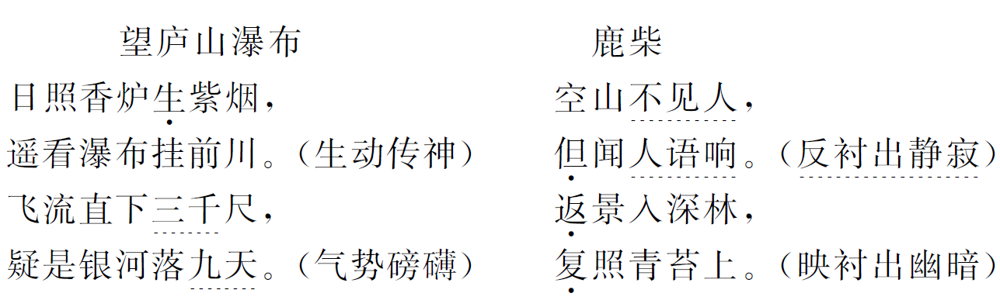 望庐山瀑布
日照香炉生紫烟，
遥看瀑布挂前川。（生动传神）
飞流直下三千尺，
疑是银河落九天。（气势磅礴）
鹿柴
空山不见人，
但闻人语响。（反衬出静寂）
返景入深林，
复照青苔上。（映衬出幽暗）